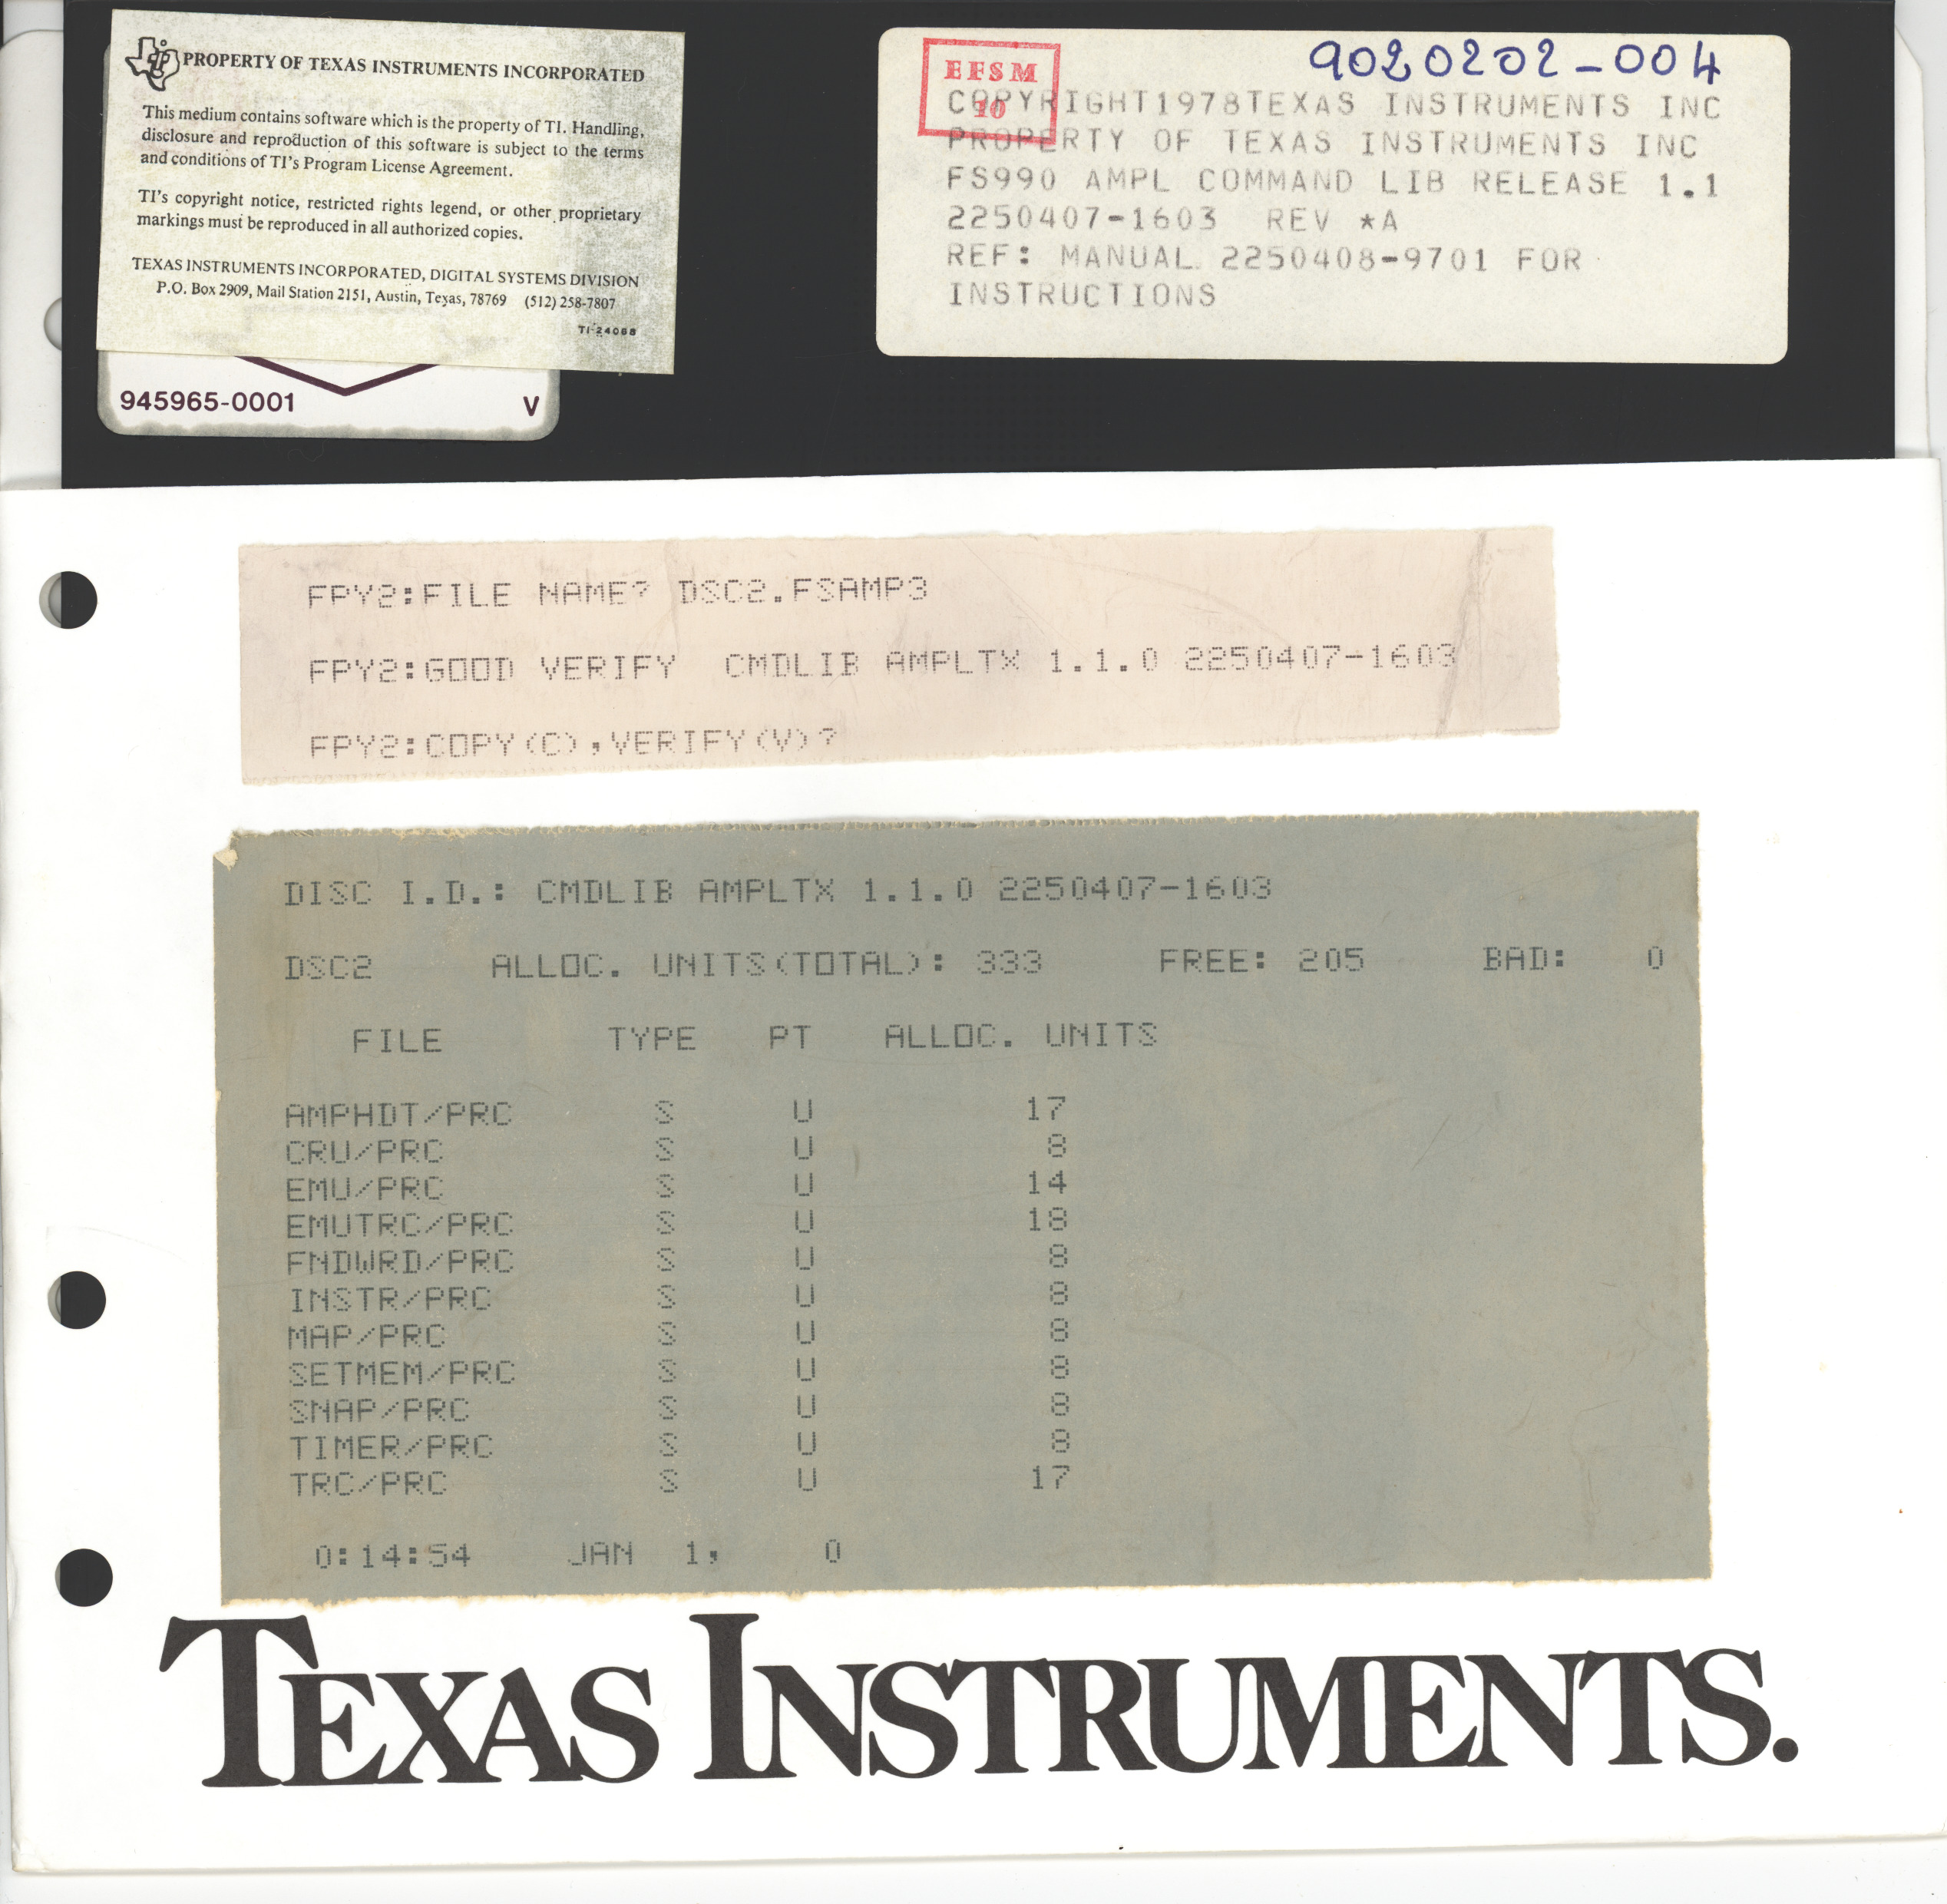 PROPERTY OF TEXAS INSTRUMENTS INCORPORATED
This medium contains software which is the property of TI. Handling,
disclosure and reproduction of this software is subject to the terms
and conditions of TI's Program License Agreement.
TI's copyright notice, restricted rights legend, or other proprietary
markings must be reproduced in all authorized copies.
TEXAS INSTRUMENTS INCORPORATED, DIGITAL SYSTEMS DIVISION
P.O. Box 2909, Mail Station 2151, Austin, Texas, 78769 (512) 258-7807
TI-24068
945965-0001 V
EFSM
10
9020202-004
COPYRIGHT1978TEXAS INSTRUMENTS INC
PROPERTY OF TEXAS INSTRUMENTS INC
FS990 AMPL COMMAND LIB RELEASE 1.1
2250407-1603 REV *A
REF: MANUAL 2250408-9701 FOR
INSTRUCTIONS
FPY2:FILE NAME? DSC2.FSAMP3
FPY2:GOOD VERIFY CMDLIB AMPLTX 1.1.0 2250407-1603
FPY2:COPY(C),VERIFY(V)?
DISC I.D.: CMDLIB AMPLTX 1.1.0 2250407-1603
DSC2 ALLOC. UNITS(TOTAL): 333 FREE: 205 BAD: 0
FILE TYPE PT ALLOC. UNITS
AMPHDT/PRC S U 17
CRU/PRC S U 8
EMU/PRC S U 14
EMUTRC/PRC S U 18
FNDWRD/PRC S U 8
INSTR/PRC S U 8
MAP/PRC S U 8
SETMEM/PRC S U 8
SNAP/PRC S U 8
TIMER/PRC S U 8
TRC/PRC S U 17
0:14:54 JAN 1, 0
TEXAS INSTRUMENTS.